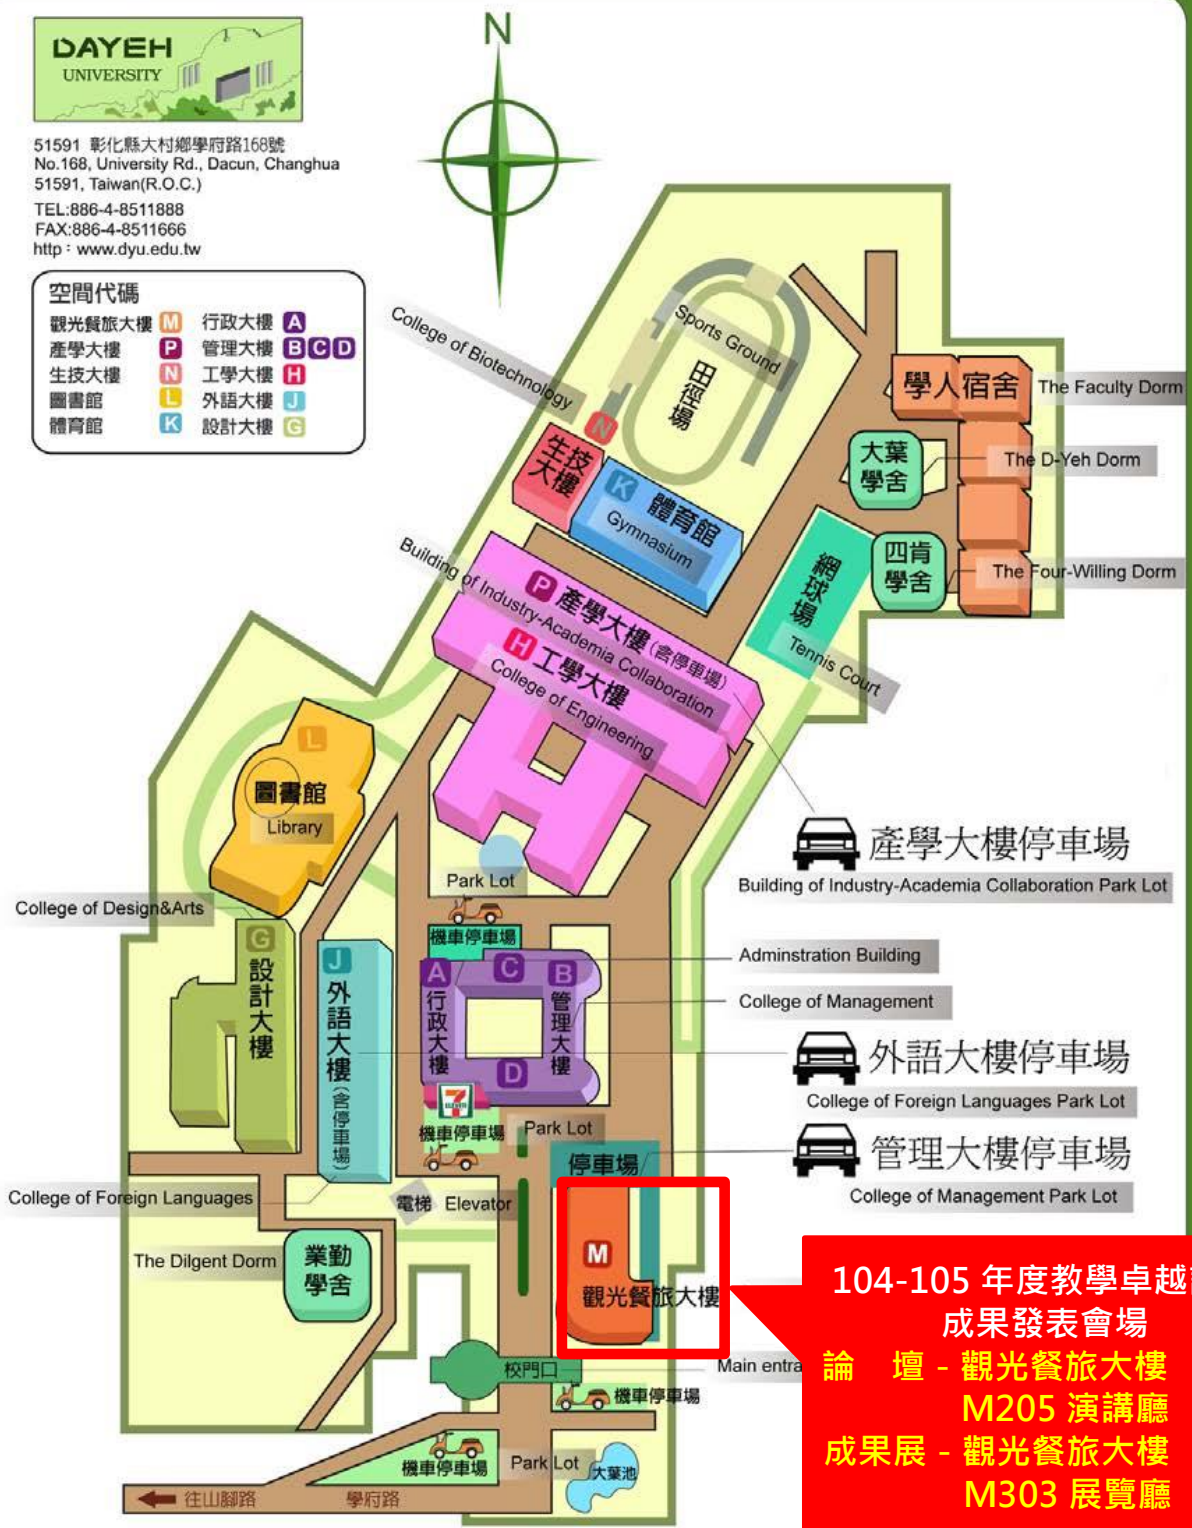 DAYEH
UNIVERSITY
N
51591 彰化縣大村鄉學府路168號
No.168, University Rd., Dacun, Changhua
51591, Taiwan(R.O.C.)
TEL:886-4-8511888
FAX:886-4-8511666
http：www.dyu.edu.tw
空間代碼
觀光餐旅大樓 M 行政大樓 A
產學大樓 P 管理大樓 B C D
生技大樓 N 工學大樓 H
圖書館 L 外語大樓 J
體育館 K 設計大樓 G
College of Biotechnology
Sports Ground
田徑場
學人宿舍
The Faculty Dorm
大葉
學舍
The D-Yeh Dorm
N
生技
大樓
K 體育館
Gymnasium
網球場
Tennis Court
四肯
學舍
The Four-Willing Dorm
P 產學大樓(含停車場)
Building of Industry-Academia Collaboration
H 工學大樓
College of Engineering
L
圖書館
Library
產學大樓停車場
Building of Industry-Academia Collaboration Park Lot
Park Lot
機車停車場
College of Design&Arts
G
設計大樓
J
外語大樓(含停車場)
A
行政大樓
C
B
管理大樓
D
Adminstration Building
College of Management
外語大樓停車場
College of Foreign Languages Park Lot
7
ELEVEN
機車停車場
Park Lot
停車場
管理大樓停車場
College of Management Park Lot
College of Foreign Languages
電梯 Elevator
The Dilgent Dorm
業勤
學舍
M
觀光餐旅大樓
104-105 年度教學卓越
成果發表會場
論 壇 - 觀光餐旅大樓
M205 演講廳
成果展 - 觀光餐旅大樓
M303 展覽廳
校門口
Main entra
機車停車場
機車停車場
Park Lot
大葉池
往山腳路
學府路